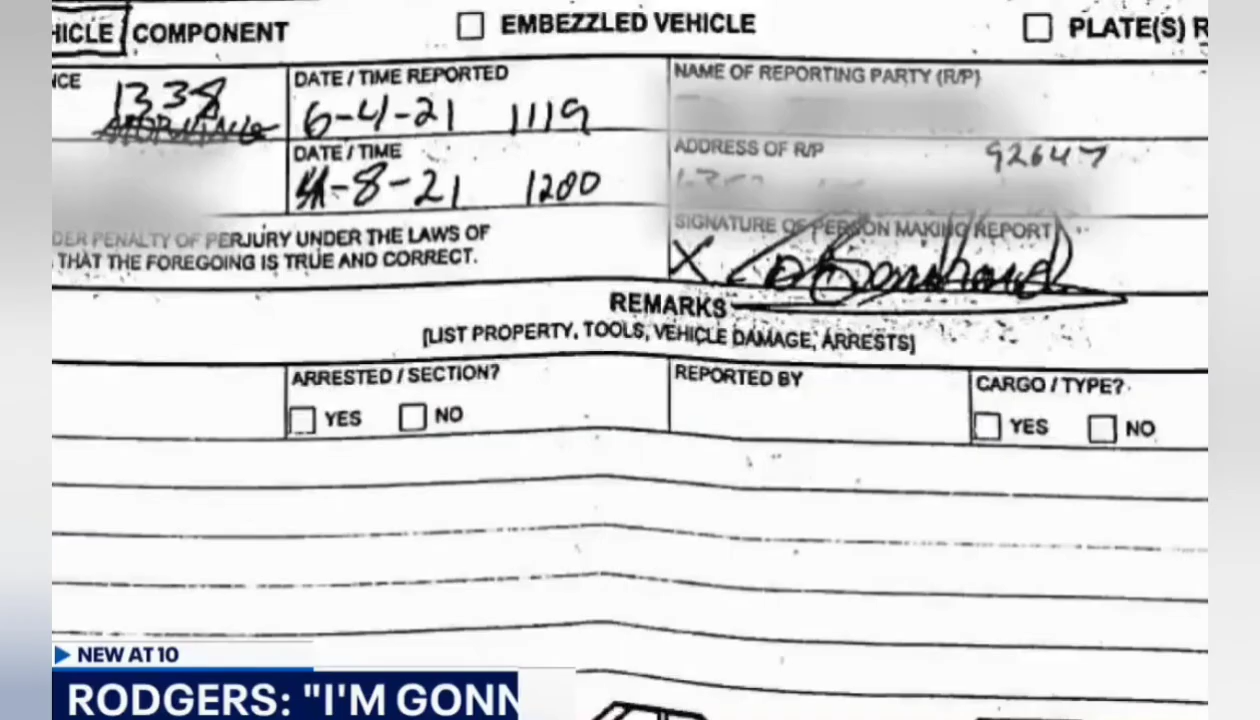 HICLE COMPONENT
EMBEZZLED VEHICLE
PLATE(S) R
NCE
1338
DATE / TIME REPORTED
6-4-21 1119
NAME OF REPORTING PARTY (R/P)
DATE / TIME
-8-21 1200
ADDRESS OF R/P
92647
DER PENALTY OF PERJURY UNDER THE LAWS OF
THAT THE FOREGOING IS TRUE AND CORRECT.
SIGNATURE OF PERSON MAKING REPORT
X
REMARKS
[LIST PROPERTY, TOOLS, VEHICLE DAMAGE, ARRESTS]
ARRESTED / SECTION?
YES NO
REPORTED BY
CARGO / TYPE?
YES NO
NEW AT 10
RODGERS: "I'M GONN